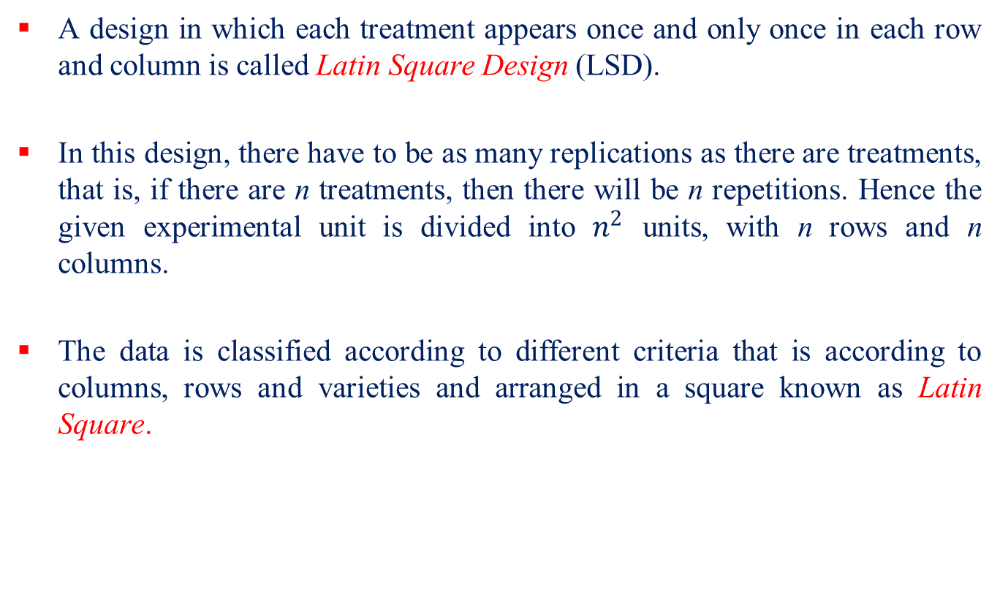 ▪ A design in which each treatment appears once and only once in each row
and column is called Latin Square Design (LSD).
▪ In this design, there have to be as many replications as there are treatments,
that is, if there are n treatments, then there will be n repetitions. Hence the
given experimental unit is divided into n² units, with n rows and n
columns.
▪ The data is classified according to different criteria that is according to
columns, rows and varieties and arranged in a square known as Latin
Square.